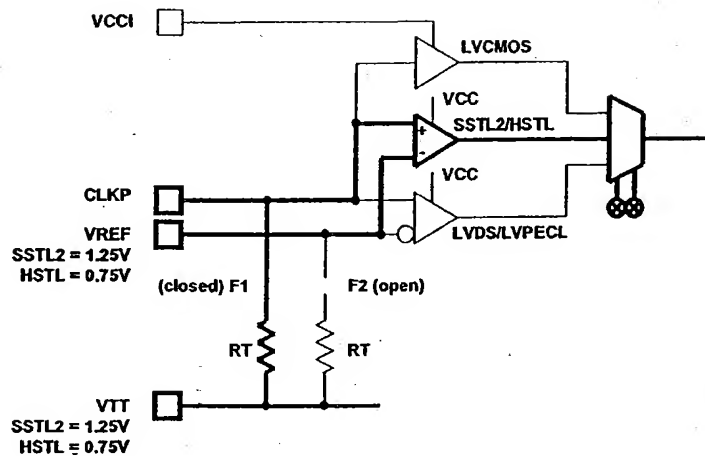 VCCI
LVCMOS
VCC
SSTL2/HSTL
+
-
VCC
CLKP
VREF
LVDS/LVPECL
SSTL2 = 1.25V
HSTL = 0.75V
(closed) F1
F2 (open)
RT
RT
VTT
SSTL2 = 1.25V
HSTL = 0.75V